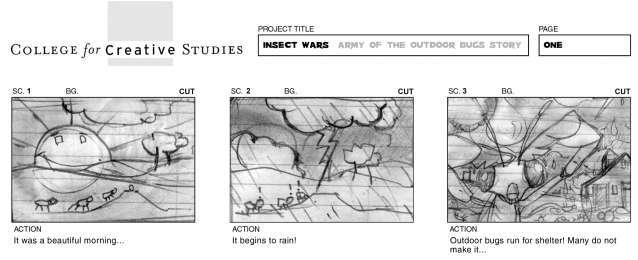 PROJECT TITLE
PAGE
COLLEGE for CREATIVE STUDIES
INSECT WARS ARMY OF THE OUTDOOR BUGS STORY
ONE
SC. 1 BG. CUT
SC. 2 BG. CUT
SC. 3 BG. CUT
ACTION
It was a beautiful morning...
ACTION
It begins to rain!
ACTION
Outdoor bugs run for shelter! Many do not
make it...